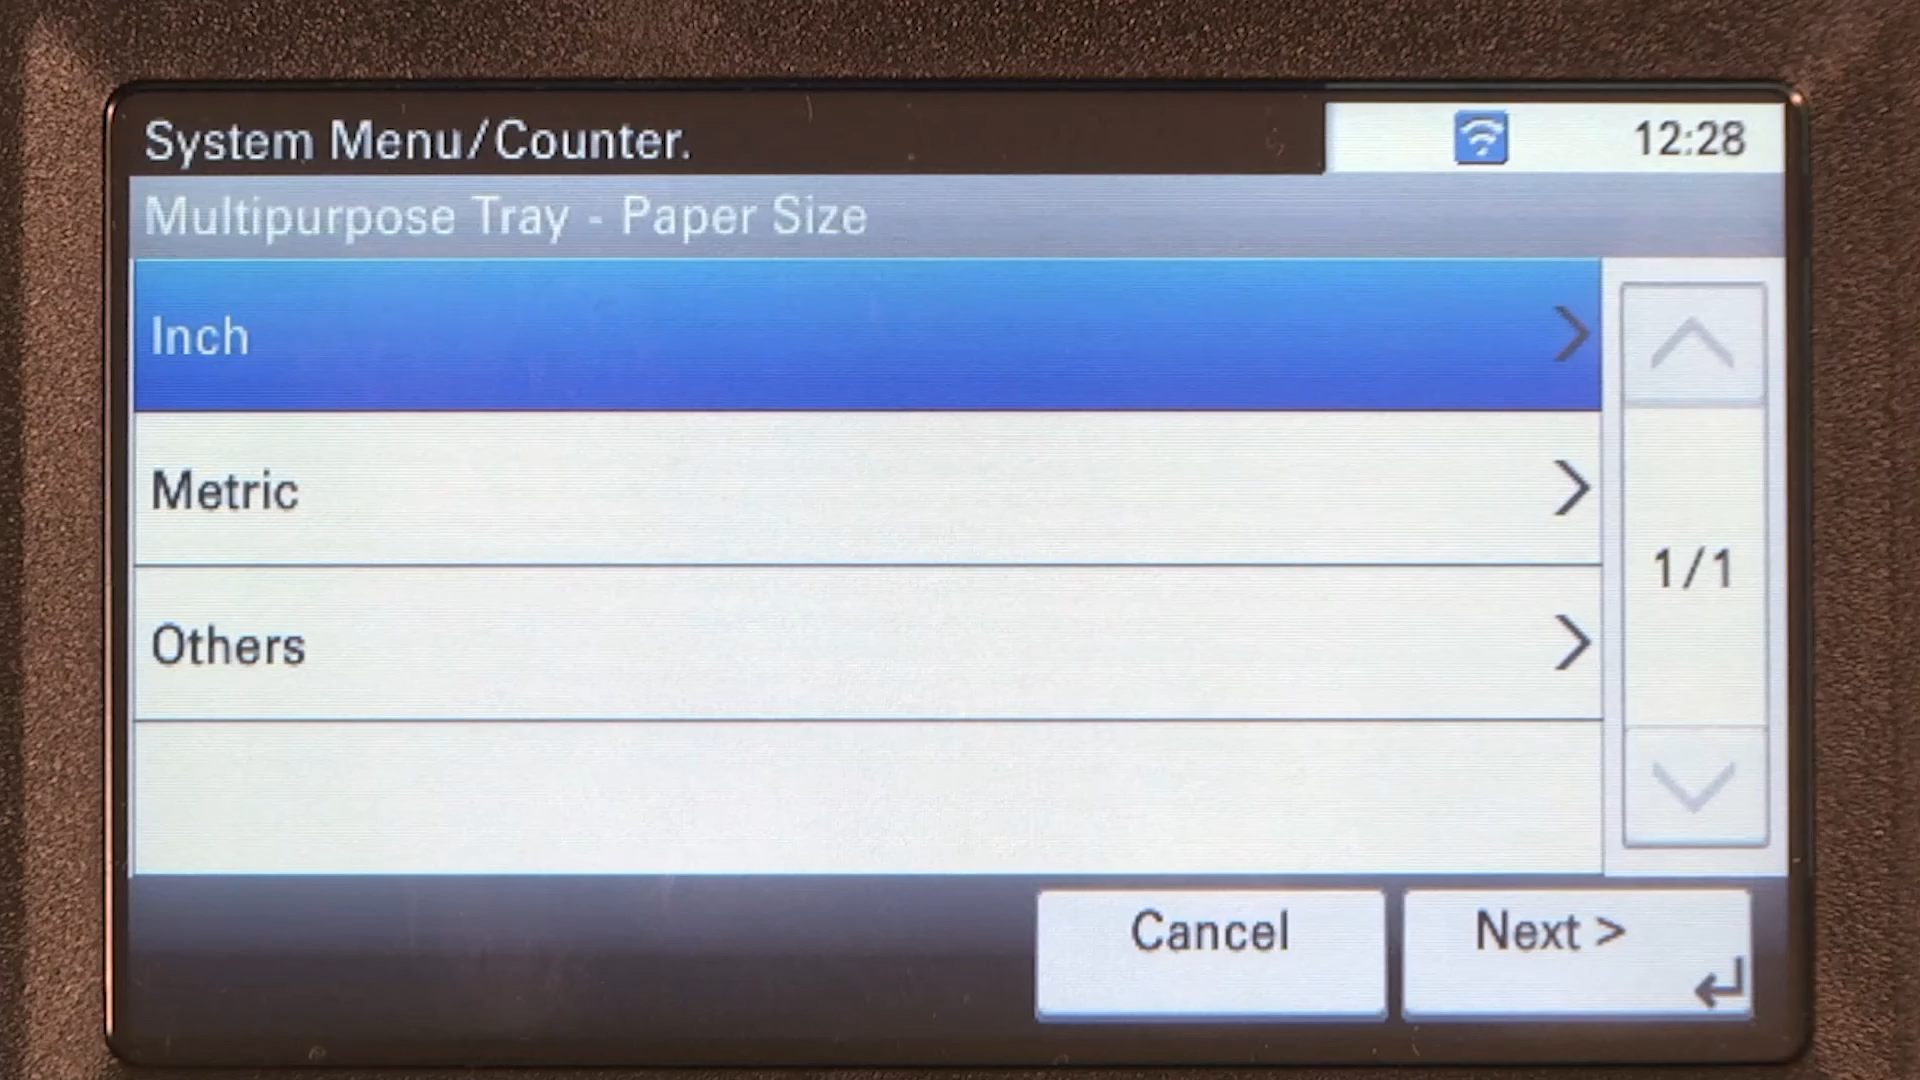 System Menu/Counter.
12:28
Multipurpose Tray - Paper Size
Inch
Metric
1/1
Others
Cancel
Next >